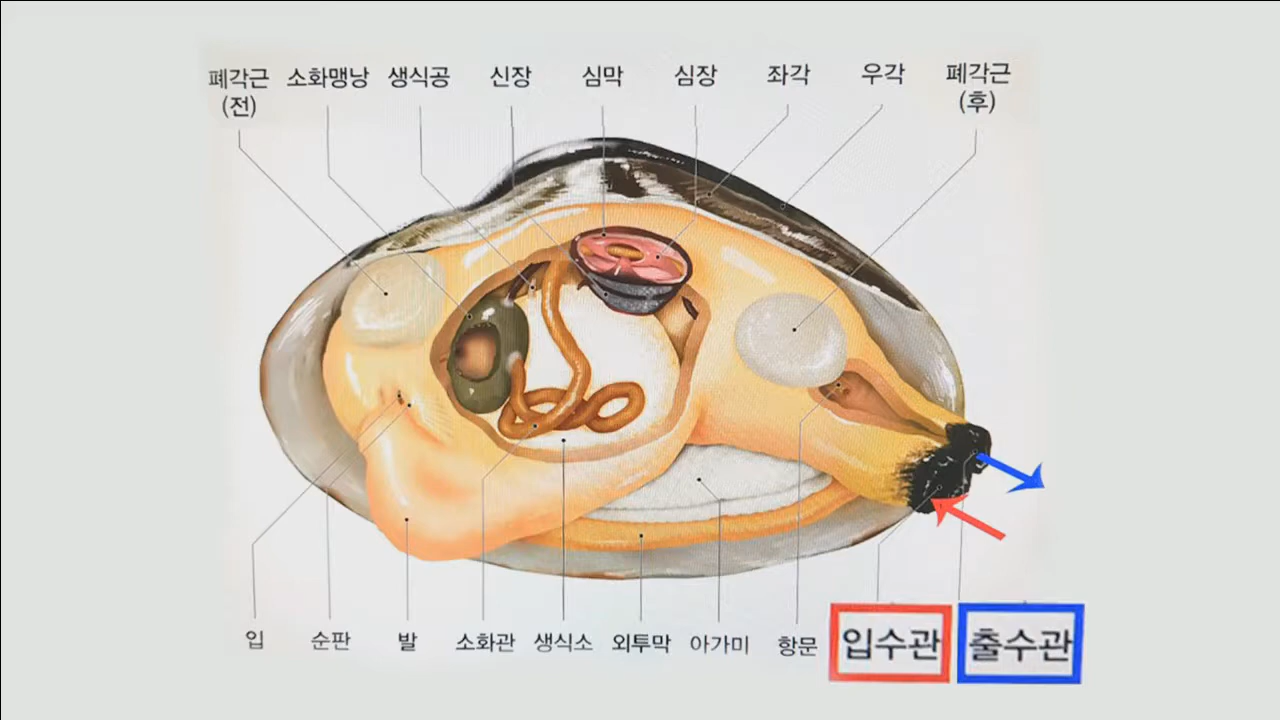 폐각근
(전)
소화맹낭
생식공
신장
심막
심장
좌각
우각
폐각근
(후)
입
순판
발
소화관
생식소
외투막
아가미
항문
입수관
출수관